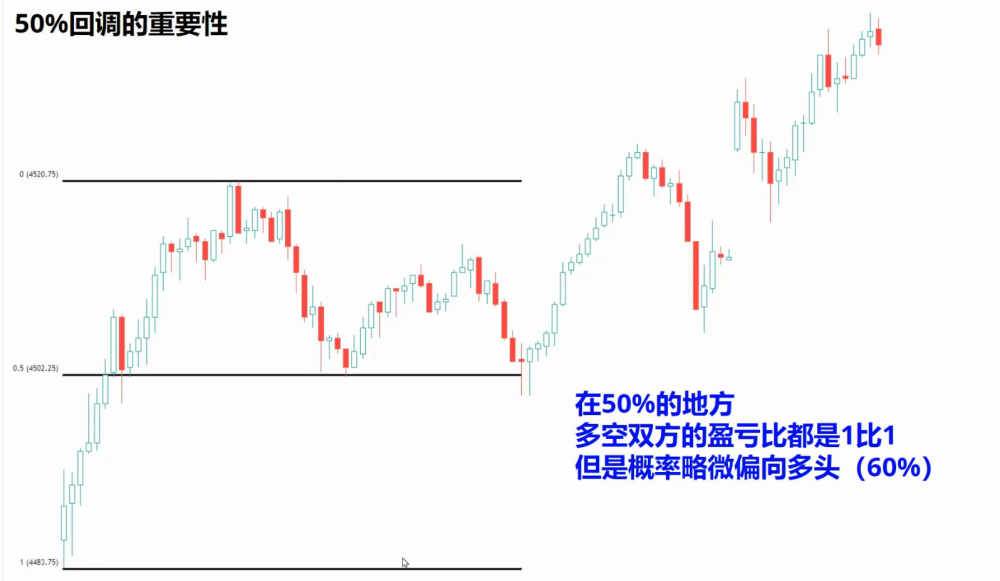 50%回调的重要性
0 (4520.75)
0.5 (4502.25)
在50%的地方
多空双方的盈亏比都是1比1
但是概率略微偏向多头（60%）
1 (4483.75)